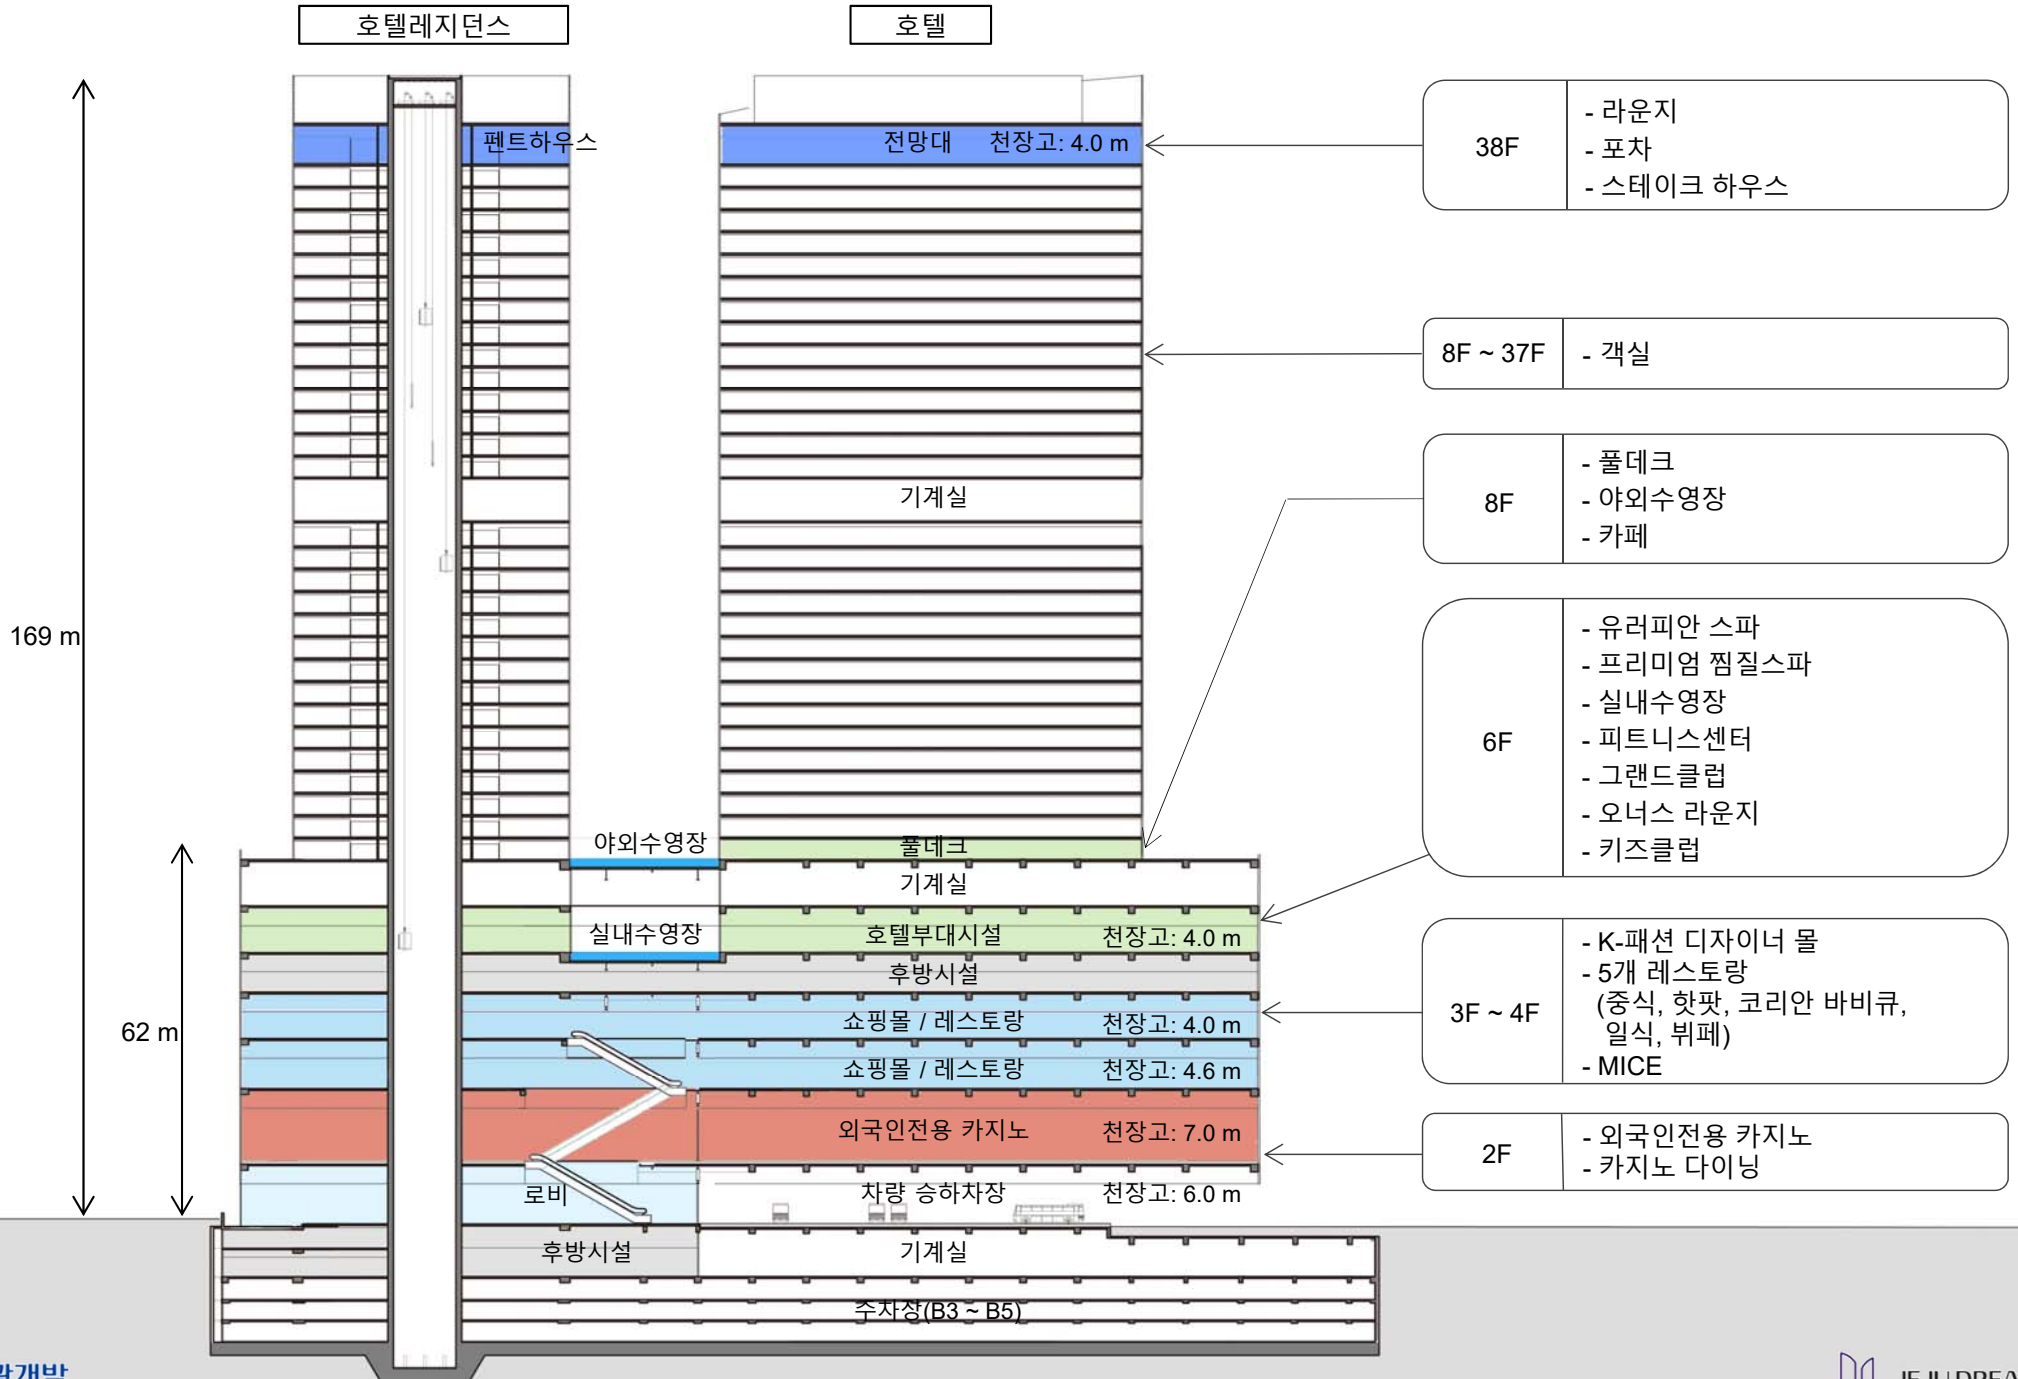 호텔레지던스
호텔
펜트하우스
전망대 천장고: 4.0 m
38F
- 라운지
- 포차
- 스테이크 하우스
8F ~ 37F
- 객실
기계실
8F
- 풀데크
- 야외수영장
- 카페
169 m
6F
- 유러피안 스파
- 프리미엄 찜질스파
- 실내수영장
- 피트니스센터
- 그랜드클럽
- 오너스 라운지
- 키즈클럽
야외수영장
풀데크
기계실
실내수영장
호텔부대시설 천장고: 4.0 m
후방시설
62 m
쇼핑몰 / 레스토랑 천장고: 4.0 m
쇼핑몰 / 레스토랑 천장고: 4.6 m
3F ~ 4F
- K-패션 디자이너 몰
- 5개 레스토랑
(중식, 핫팟, 코리안 바비큐,
일식, 뷔페)
- MICE
외국인전용 카지노 천장고: 7.0 m
2F
- 외국인전용 카지노
- 카지노 다이닝
로비
차량 승하차장 천장고: 6.0 m
후방시설
기계실
주차장(B3 ~ B5)